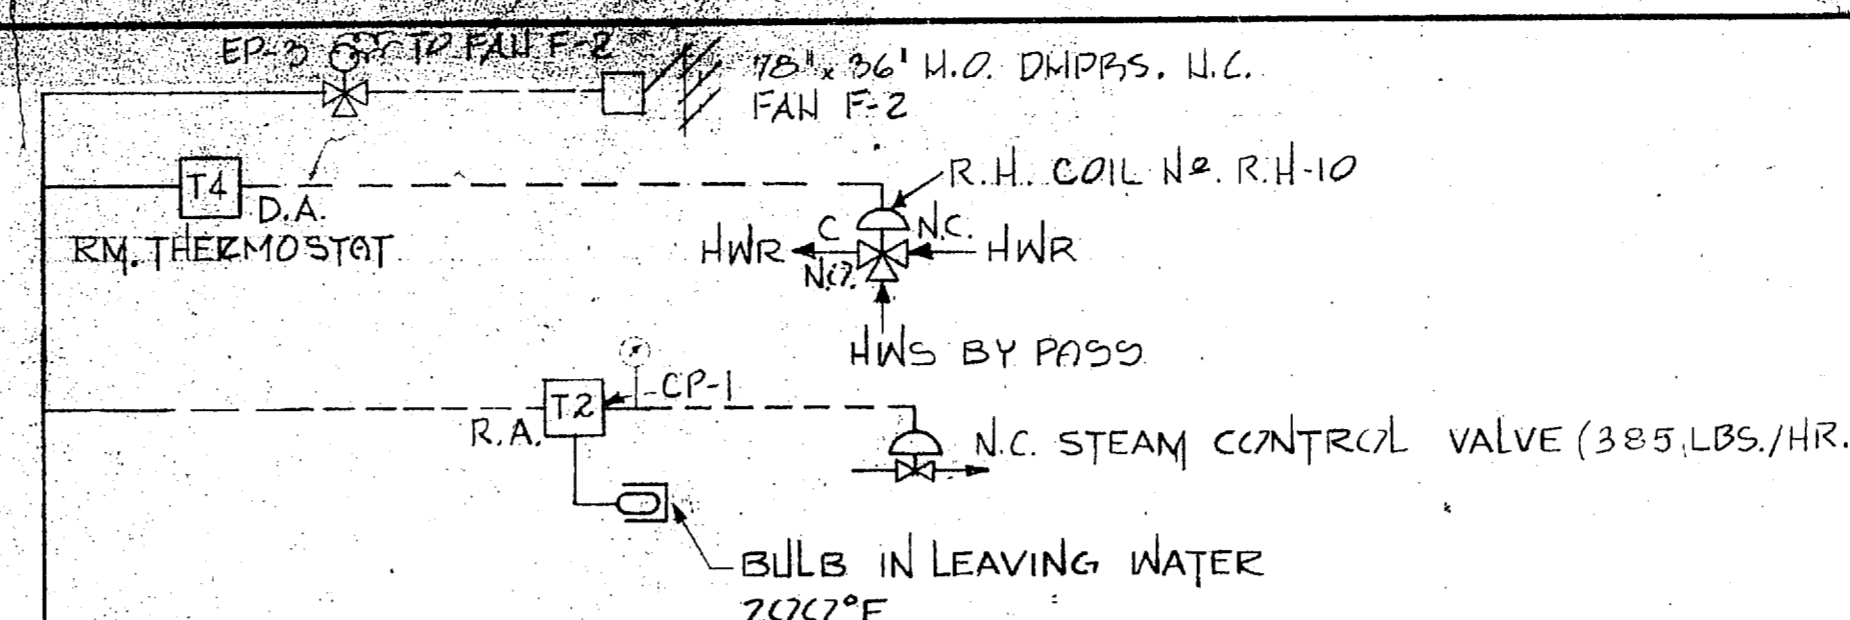 EP-3 TO FAN F-2
78" x 36' M.O. DMPRS. N.C.
FAN F-2
T4
D.A.
RM. THERMOSTAT
R.H. COIL No. R.H-10
C N.C.
HWR HWR
N.O.
HWS BY PASS
CP-1
T2
R.A.
N.C. STEAM CONTROL VALVE (385 LBS./HR.
BULB IN LEAVING WATER
200°F